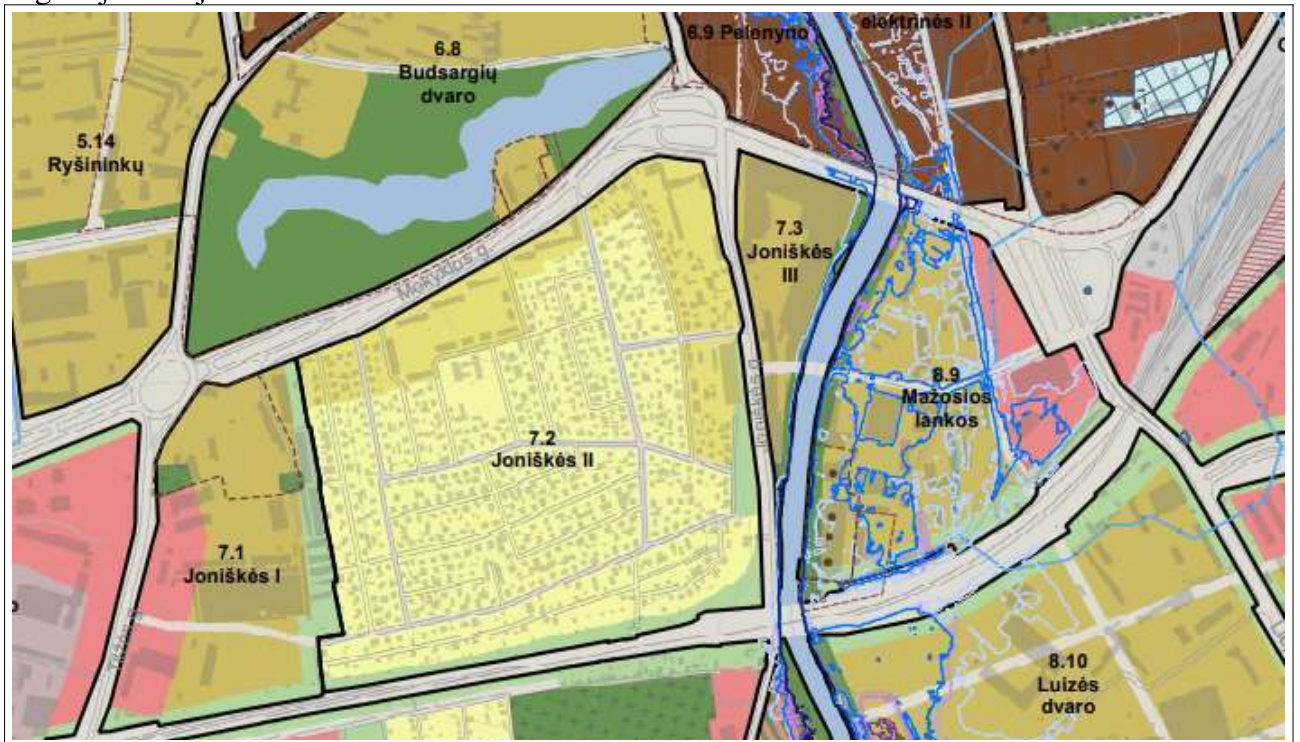 elektrinės II
6.9 Pelenyno
6.8
Budsargių
dvaro
5.14
Ryšininkų
7.3
Joniškės
III
Mokyklos g.
Joniškės g.
8.9
Mažosios
lankos
7.2
Joniškės II
7.1
Joniškės I
8.10
Luizės
dvaro